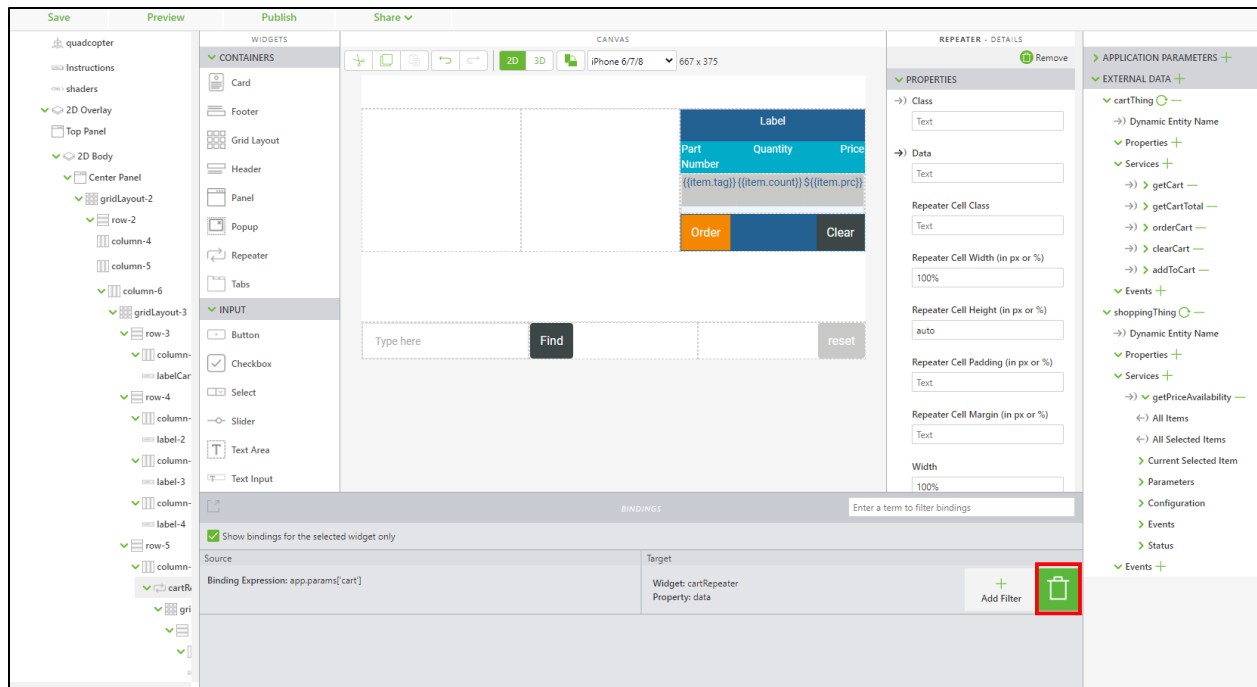 Save
Preview
Publish
Share
quadcopter
Instructions
shaders
2D Overlay
Top Panel
2D Body
Center Panel
gridLayout-2
row-2
column-4
column-5
column-6
gridLayout-3
row-3
column-
labelCar
row-4
column-
label-2
column-
label-3
column-
label-4
row-5
column-
cartRe
gri
WIDGETS
CONTAINERS
Card
Footer
Grid Layout
Header
Panel
Popup
Repeater
Tabs
INPUT
Button
Checkbox
Select
Slider
Text Area
Text Input
CANVAS
2D
3D
iPhone 6/7/8
667 x 375
Label
Part Number
Quantity
Price
{{item.tag}} {{item.count}} ${{item.prc}}
Order
Clear
Type here
Find
reset
REPEATER - DETAILS
Remove
PROPERTIES
Class
Text
Data
Text
Repeater Cell Class
Text
Repeater Cell Width (in px or %)
100%
Repeater Cell Height (in px or %)
auto
Repeater Cell Padding (in px or %)
Text
Repeater Cell Margin (in px or %)
Text
Width
100%
APPLICATION PARAMETERS
EXTERNAL DATA
cartThing
Dynamic Entity Name
Properties
Services
getCart
getCartTotal
orderCart
clearCart
addToCart
Events
shoppingThing
Dynamic Entity Name
Properties
Services
getPriceAvailability
All Items
All Selected Items
Current Selected Item
Parameters
Configuration
Events
Status
Events
BINDINGS
Enter a term to filter bindings
Show bindings for the selected widget only
Source
Target
Binding Expression: app.params['cart']
Widget: cartRepeater
Property: data
Add Filter